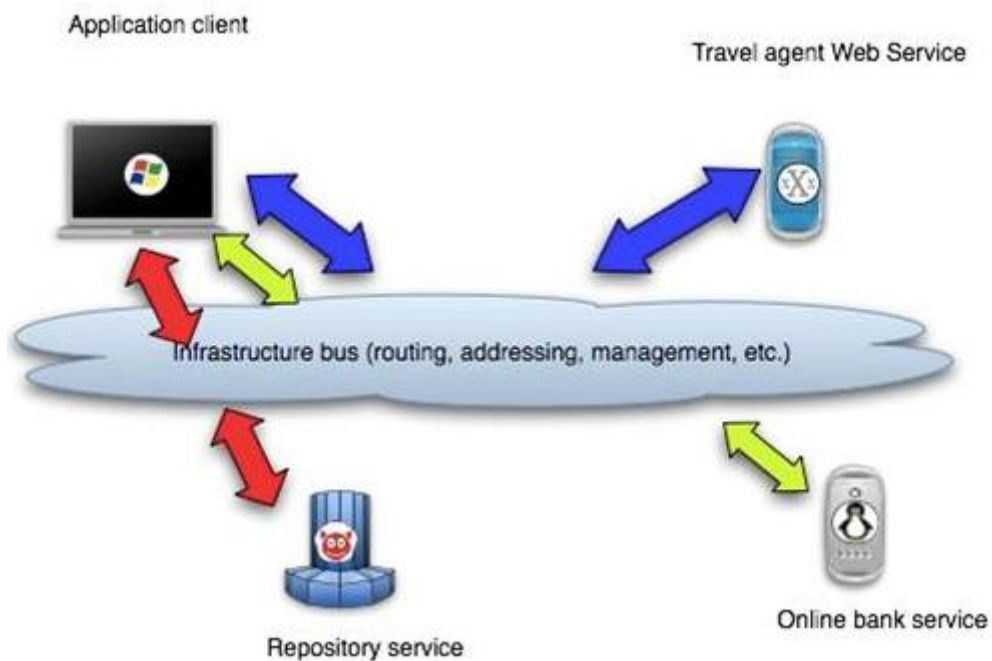 Application client
Travel agent Web Service
X
Infrastructure bus (routing, addressing, management, etc.)
Online bank service
Repository service